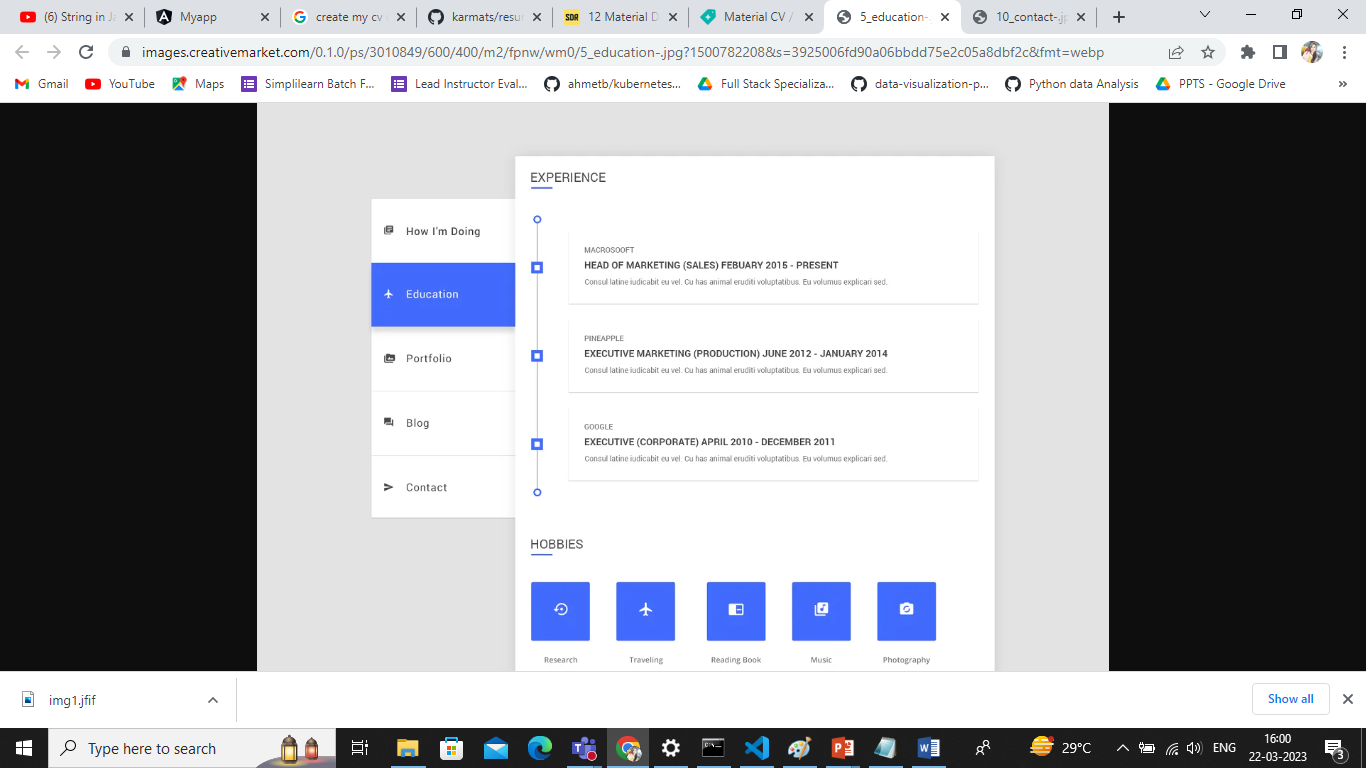 (6) String in Ja
Myapp
create my cv
karmats/resu
12 Material D
Material CV /
5_education-.
10_contact-.jp
images.creativemarket.com/0.1.0/ps/3010849/600/400/m2/fpnw/wm0/5_education-.jpg?1500782208&s=3925006fd90a06bbdd75e2c05a8dbf2c&fmt=webp
Gmail
YouTube
Maps
Simplilearn Batch F...
Lead Instructor Eval...
ahmetb/kubernetes...
Full Stack Specializa...
data-visualization-p...
Python data Analysis
PPTS - Google Drive
»
How I'm Doing
Education
Portfolio
Blog
Contact
EXPERIENCE
MACROSOOFT
HEAD OF MARKETING (SALES) FEBUARY 2015 - PRESENT
Consul latine iudicabit eu vel. Cu has animal eruditi voluptatibus. Eu volumus explicari sed.
PINEAPPLE
EXECUTIVE MARKETING (PRODUCTION) JUNE 2012 - JANUARY 2014
Consul latine iudicabit eu vel. Cu has animal eruditi voluptatibus. Eu volumus explicari sed.
GOOGLE
EXECUTIVE (CORPORATE) APRIL 2010 - DECEMBER 2011
Consul latine iudicabit eu vel. Cu has animal eruditi voluptatibus. Eu volumus explicari sed.
HOBBIES
Research
Traveling
Reading Book
Music
Photography
img1.jfif
Show all
Type here to search
29°C
ENG
16:00
22-03-2023
3